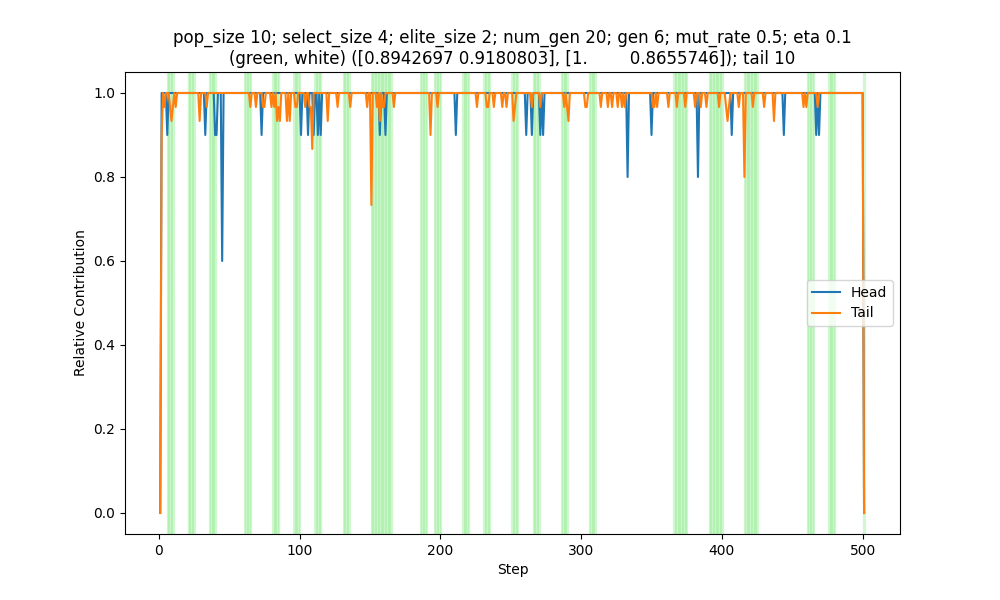 pop_size 10; select_size 4; elite_size 2; num_gen 20; gen 6; mut_rate 0.5; eta 0.1
(green, white) ([0.8942697 0.9180803], [1.         0.8655746]); tail 10
1.0
0.8
0.6
0.4
0.2
0.0
Relative Contribution
Head
Tail
0
100
200
300
400
500
Step